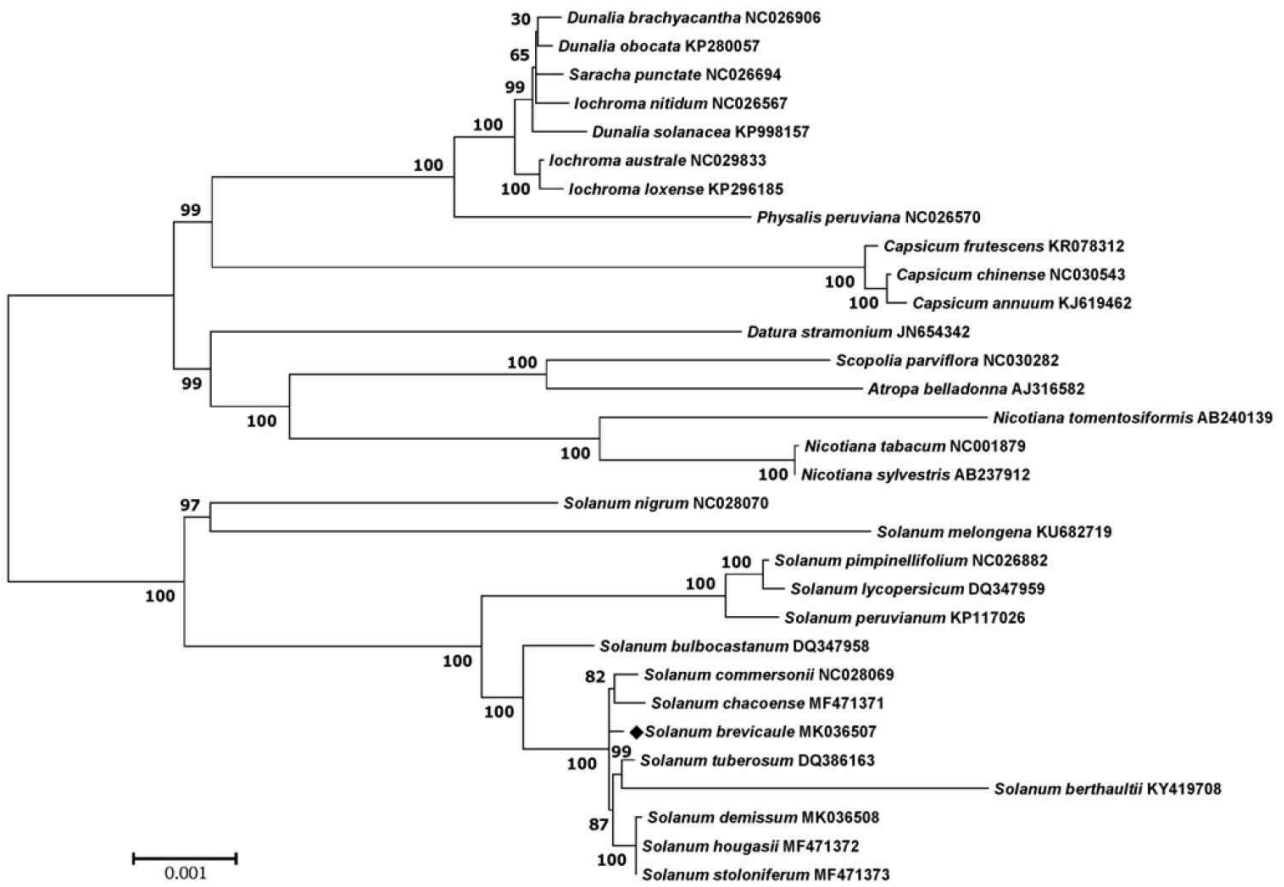 30
Dunalia brachyacantha NC026906
Dunalia obocata KP280057
65
Saracha punctate NC026694
99
Iochroma nitidum NC026567
100
Dunalia solanacea KP998157
100
Iochroma australe NC029833
100
Iochroma loxense KP296185
99
Physalis peruviana NC026570
Capsicum frutescens KR078312
100
Capsicum chinense NC030543
100
Capsicum annuum KJ619462
Datura stramonium JN654342
100
Scopolia parviflora NC030282
99
Atropa belladonna AJ316582
100
Nicotiana tomentosiformis AB240139
100
Nicotiana tabacum NC001879
100
Nicotiana sylvestris AB237912
97
Solanum nigrum NC028070
Solanum melongena KU682719
100
100
Solanum pimpinellifolium NC026882
100
Solanum lycopersicum DQ347959
Solanum peruvianum KP117026
Solanum bulbocastanum DQ347958
100
82
Solanum commersonii NC028069
Solanum chacoense MF471371
100
◆Solanum brevicaule MK036507
99
100
Solanum tuberosum DQ386163
Solanum berthaultii KY419708
87
Solanum demissum MK036508
Solanum hougasii MF471372
100
Solanum stoloniferum MF471373
0.001